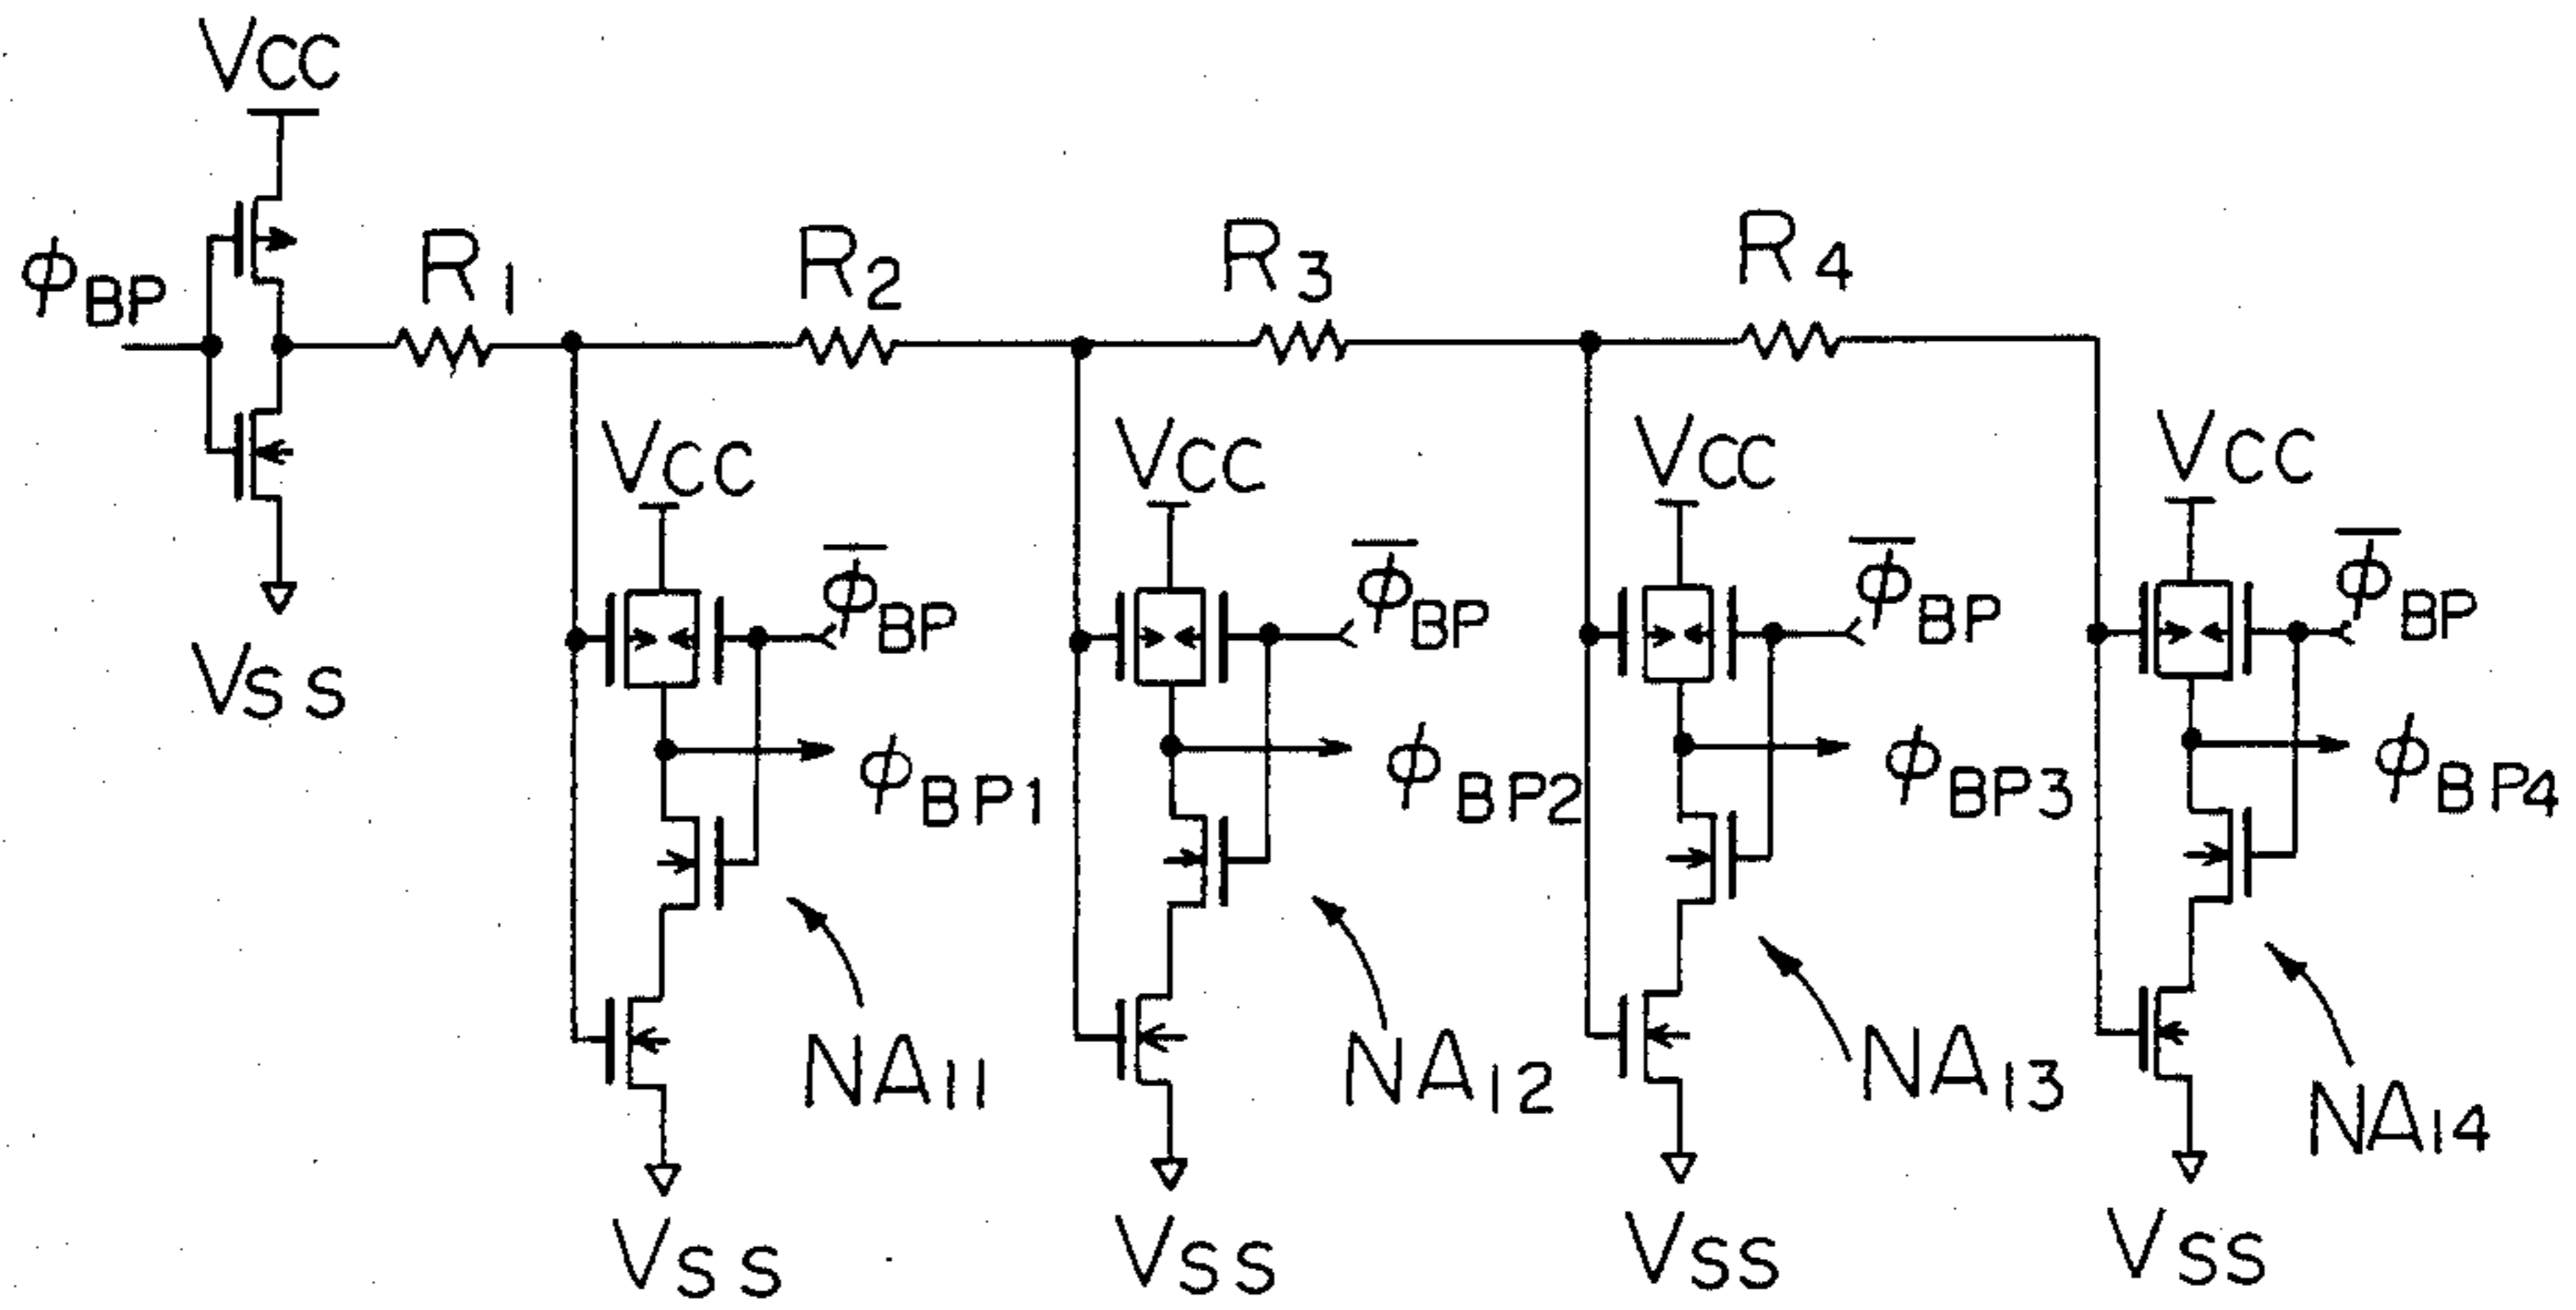 VCC
ϕBP
R1
R2
R3
R4
VSS
VCC
VCC
VCC
VCC
ϕ̅BP
ϕ̅BP
ϕ̅BP
ϕ̅BP
ϕBP1
ϕBP2
ϕBP3
ϕBP4
NA11
NA12
NA13
NA14
VSS
VSS
VSS
VSS